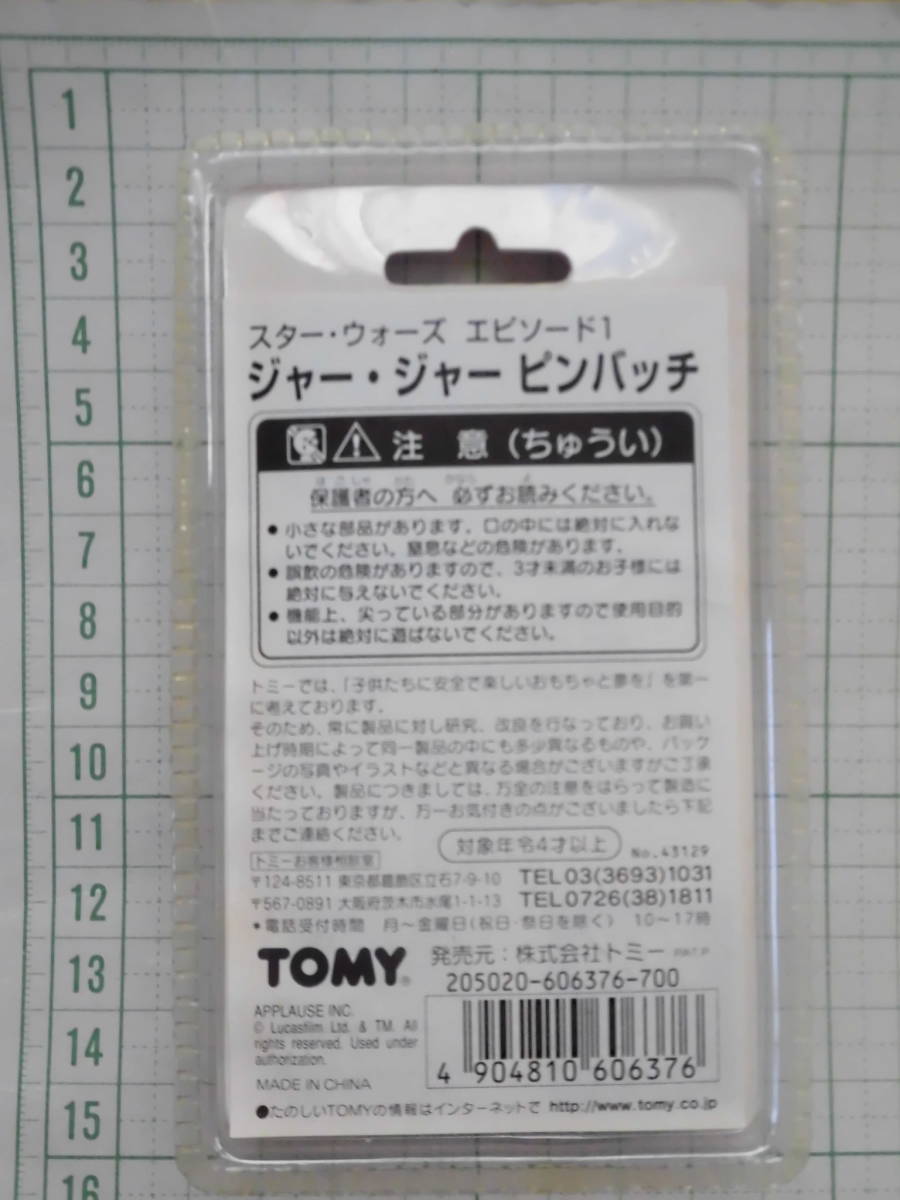 1
2
3
4
5
6
7
8
9
10
11
12
13
14
15
16
スター・ウォーズ エピソード1
ジャー・ジャー ピンバッチ
注 意(ちゅうい)
保護者の方へ 必ずお読みください。
●小さな部品があります。口の中には絶対に入れな
いでください。窒息などの危険があります。
●誤飲の危険がありますので、3才未満のお子様には
絶対に与えないでください。
●機能上、尖っている部分がありますので使用目的
以外は絶対に遊ばないでください。
トミーでは、「子供たちに安全で楽しいおもちゃと夢を」を第一
に考えております。
そのため、常に製品に対し研究、改良を行なっており、お買い
上げ時期によって同一製品の中にも多少異なるものや、パッケ
ージの写真やイラストなどと異なる場合がございますがご了承
ください。製品につきましては、万全の注意をはらって製造に
当たっておりますが、万一お気付きの点がございましたら下記
までご連絡ください。
対象年令4才以上 No.43129
トミーお客様相談室
〒124-8511 東京都葛飾区立石7-9-10 TEL03(3693)1031
〒567-0891 大阪府茨木市水尾1-1-13 TEL0726(38)1811
*電話受付時間 月〜金曜日(祝日・祭日を除く) 10〜17時
TOMY® 発売元:株式会社トミー PAT.P
205020-606376-700
APPLAUSE INC.
© Lucasfilm Ltd. & TM. All
rights reserved. Used under
authorization.
MADE IN CHINA
4 904810 606376
●たのしいTOMYの情報はインターネットで http://www.tomy.co.jp